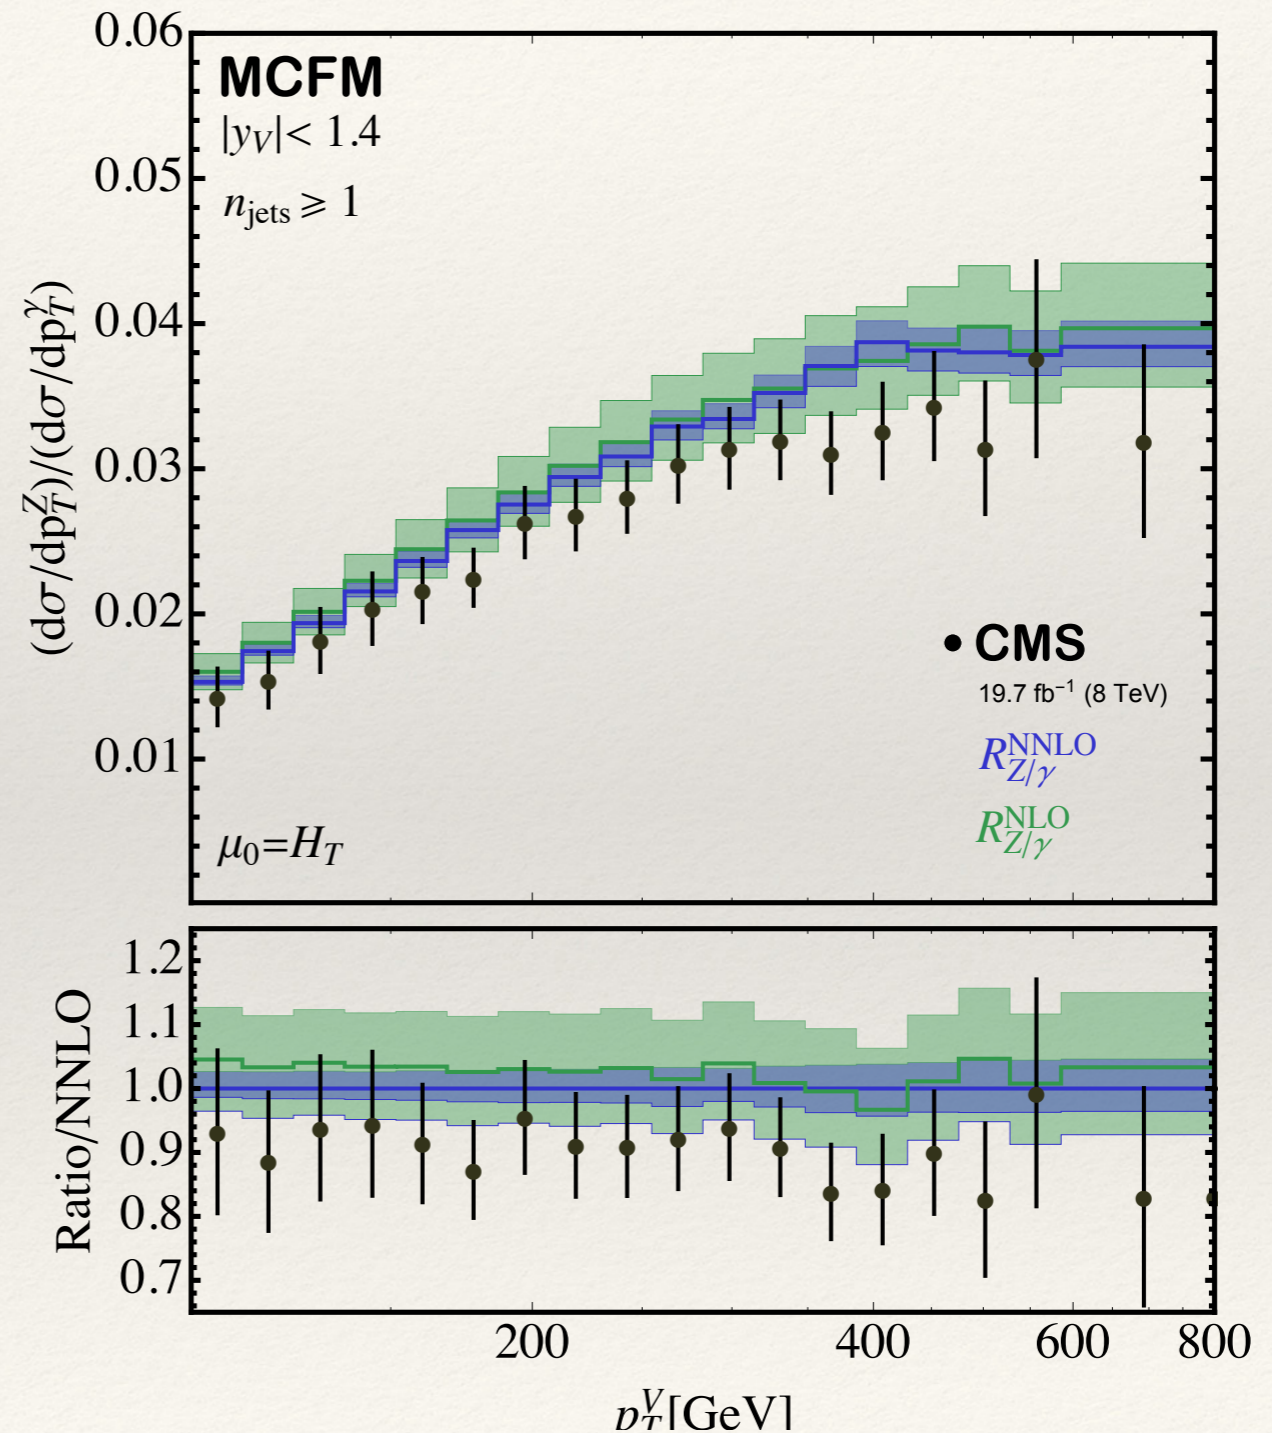 0.06
MCFM
|y_V|< 1.4
n_jets ⩾ 1
0.05
0.04
0.03
0.02
0.01
(dσ/dp_T^Z)/(dσ/dp_T^γ)
• CMS
19.7 fb⁻¹ (8 TeV)
R_{Z/γ}^{NNLO}
R_{Z/γ}^{NLO}
μ₀=H_T
1.2
1.1
1.0
0.9
0.8
0.7
Ratio/NNLO
200 400 600 800
p_T^V[GeV]